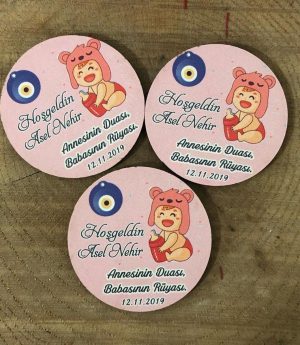 Hoşgeldin
Asel Nehir
Annesinin Duası,
Babasının Rüyası.
12.11.2019
Hoşgeldin
Asel Nehir
Annesinin Duası,
Babasının Rüyası.
12.11.2019
Hoşgeldin
Asel Nehir
Annesinin Duası,
Babasının Rüyası.
12.11.2019